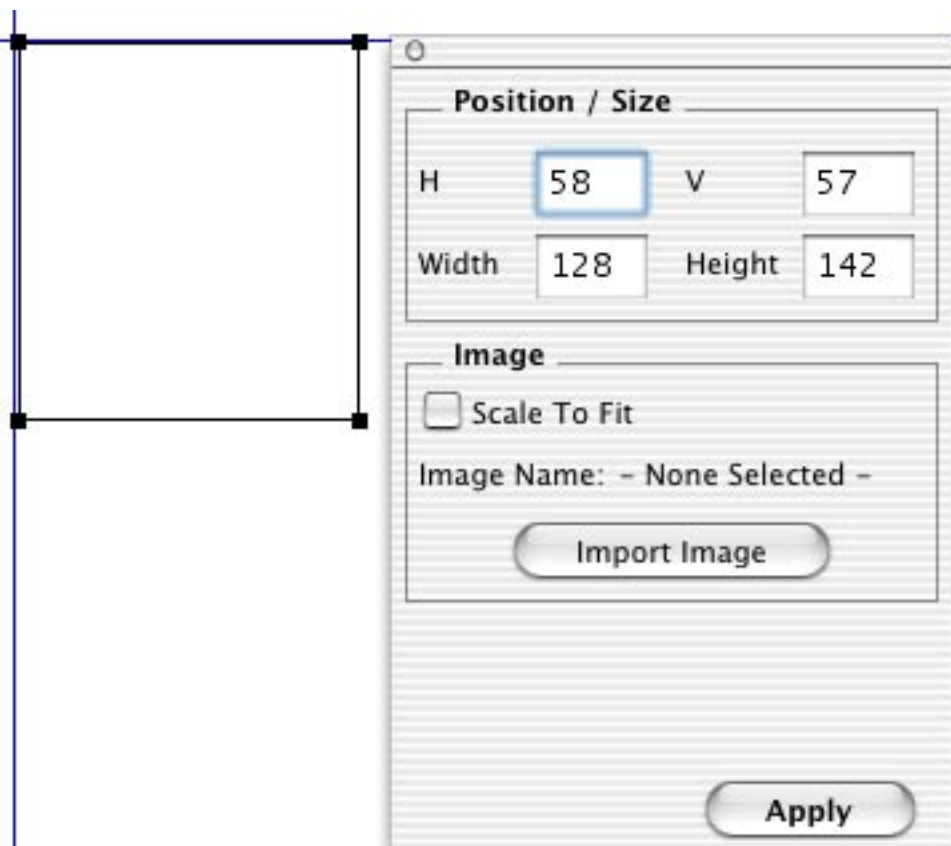 Position / Size
H 58 V 57
Width 128 Height 142
Image
Scale To Fit
Image Name: – None Selected –
Import Image
Apply